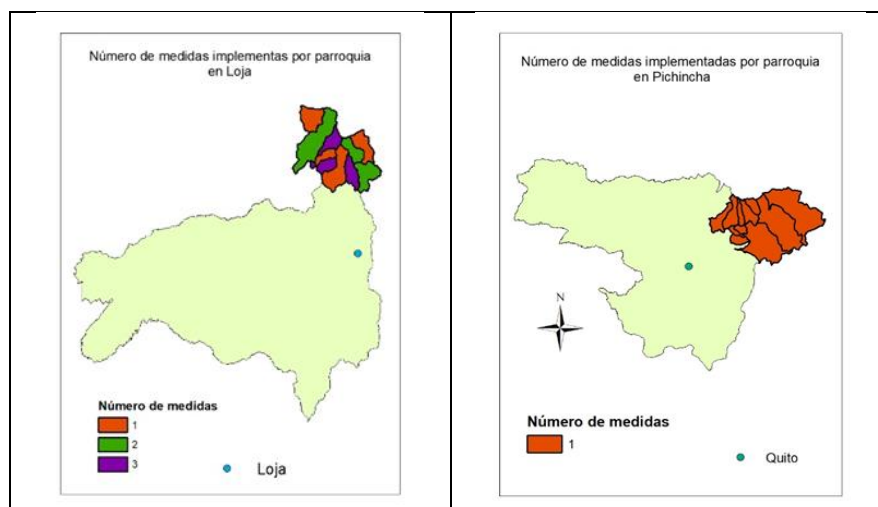 Número de medidas implementas por parroquia
en Loja
Número de medidas
1
2
3
Loja
Número de medidas implementadas por parroquia
en Pichincha
N
Número de medidas
1
Quito